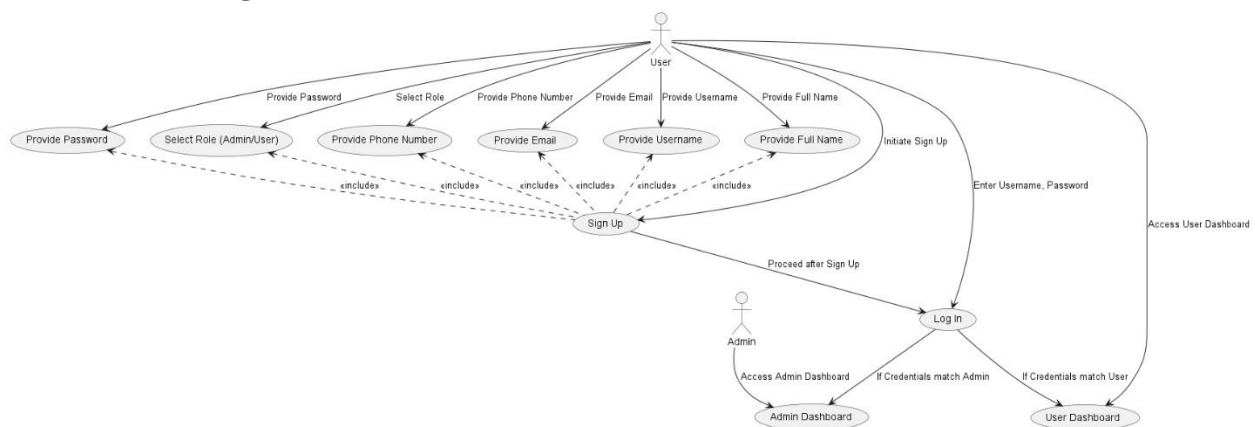 User
Provide Password
Select Role
Provide Phone Number
Provide Email
Provide Username
Provide Full Name
Provide Password
Select Role (Admin/User)
Provide Phone Number
Provide Email
Provide Username
Provide Full Name
Initiate Sign Up
«include»
«include»
«include»
«include»
«include»
«include»
Enter Username, Password
Sign Up
Access User Dashboard
Proceed after Sign Up
Log In
Admin
Access Admin Dashboard
If Credentials match Admin
If Credentials match User
Admin Dashboard
User Dashboard